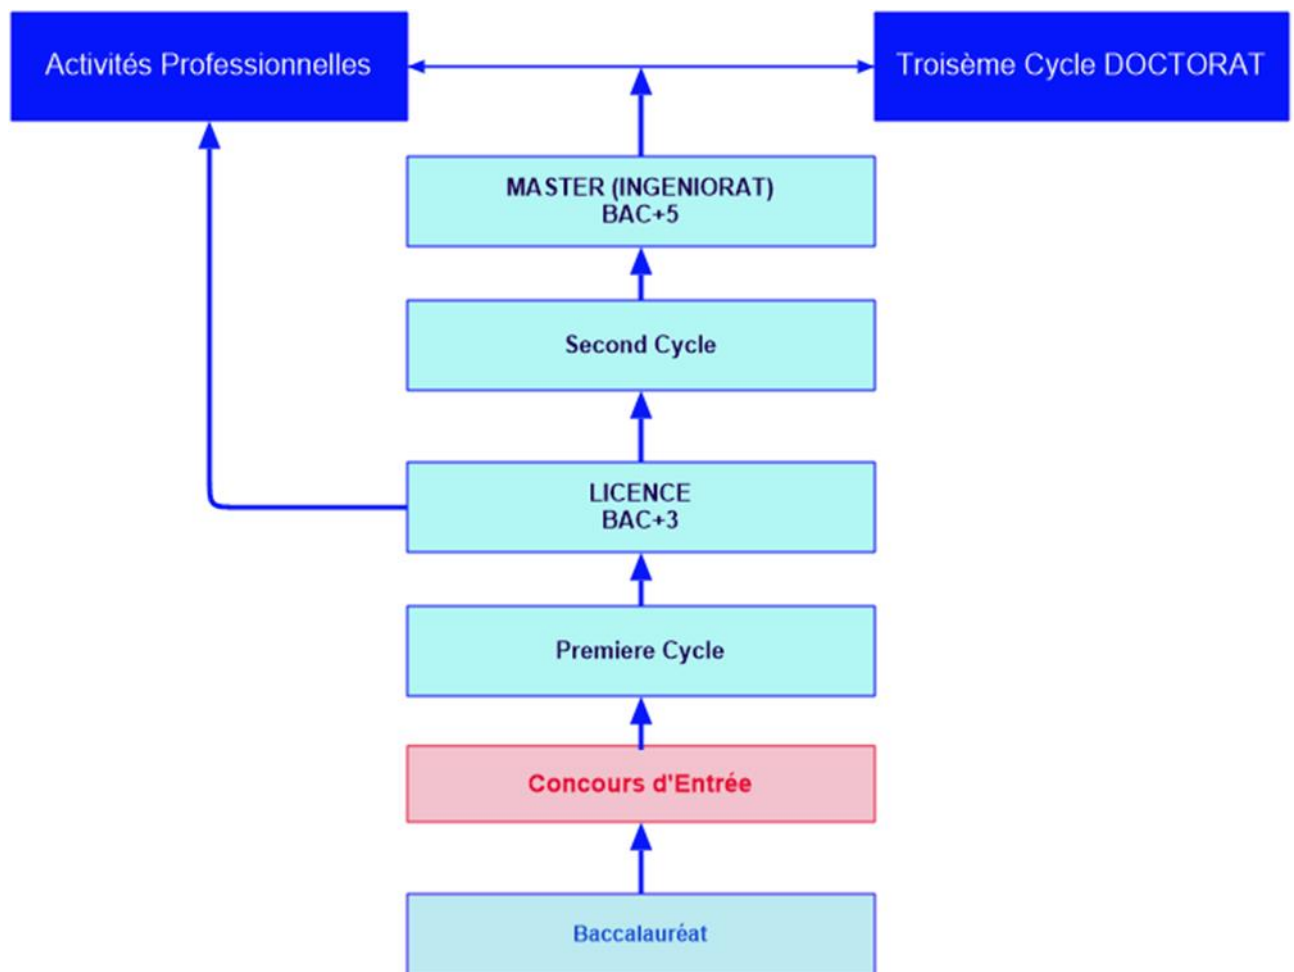 Activités Professionnelles
Troisème Cycle DOCTORAT
MASTER (INGENIORAT)
BAC+5
Second Cycle
LICENCE
BAC+3
Premiere Cycle
Concours d'Entrée
Baccalauréat